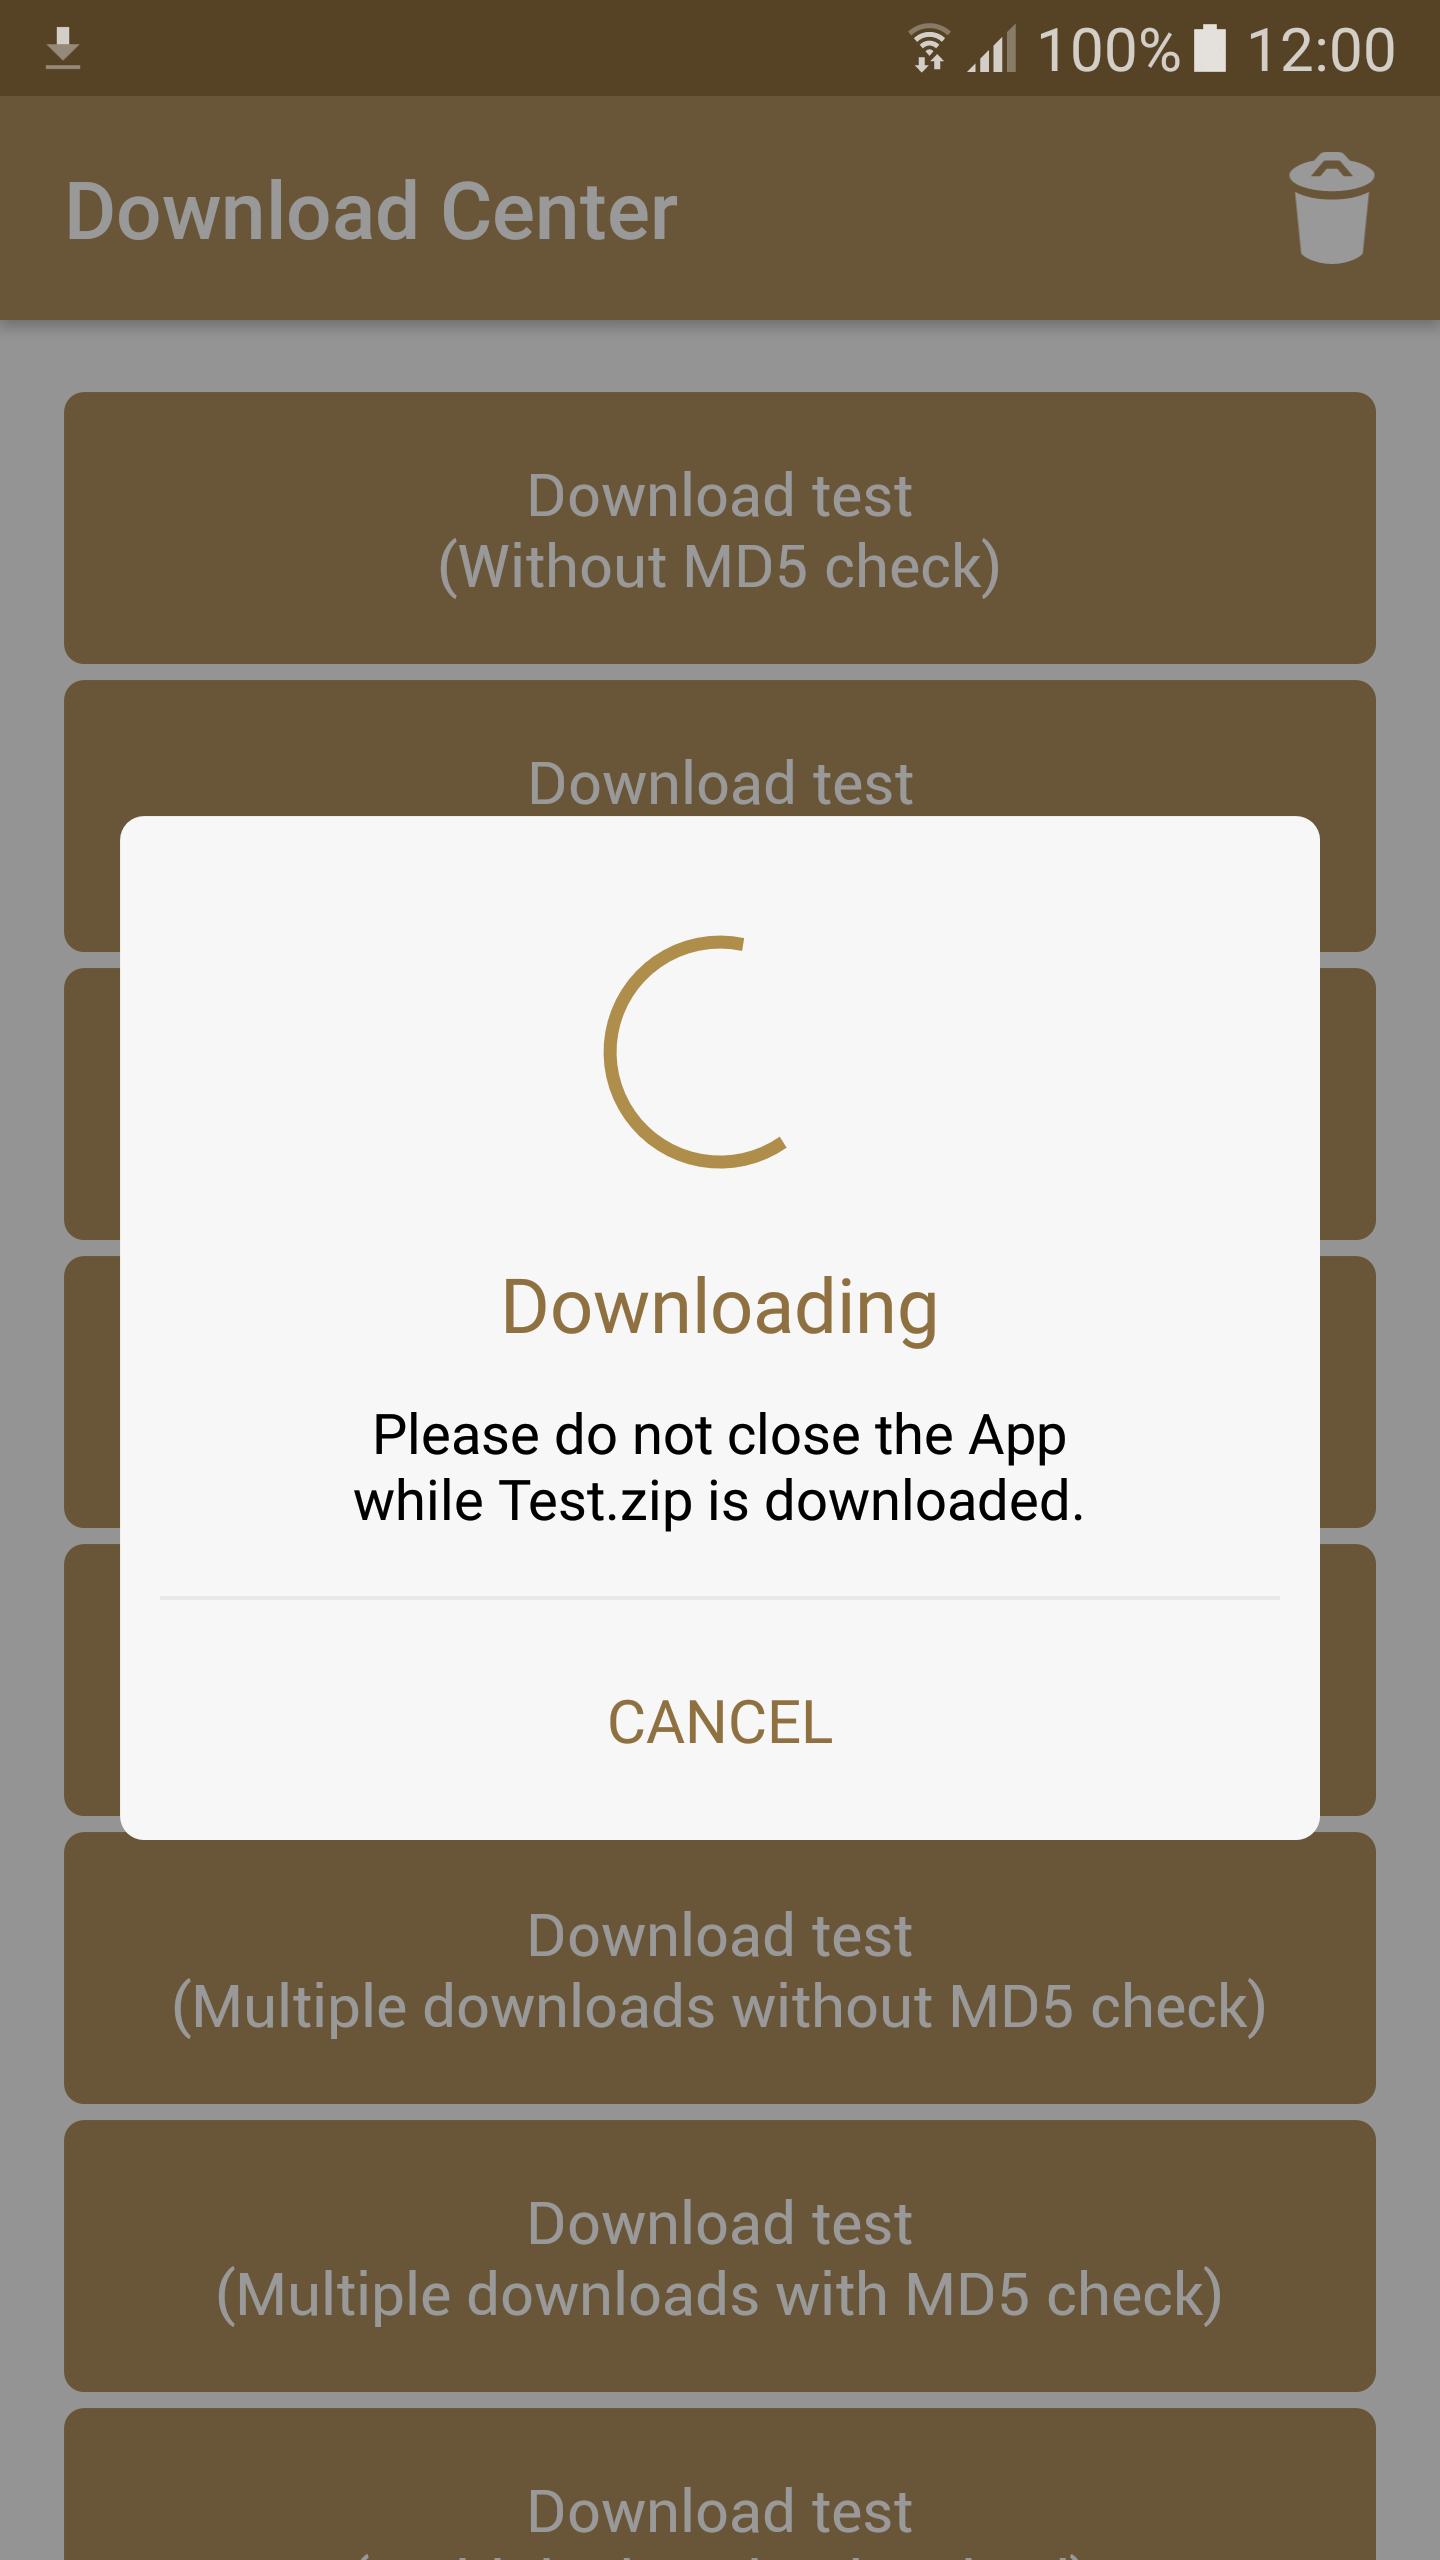 100% 12:00
Download Center
Download test
(Without MD5 check)
Download test
Downloading
Please do not close the App
while Test.zip is downloaded.
CANCEL
Download test
(Multiple downloads without MD5 check)
Download test
(Multiple downloads with MD5 check)
Download test